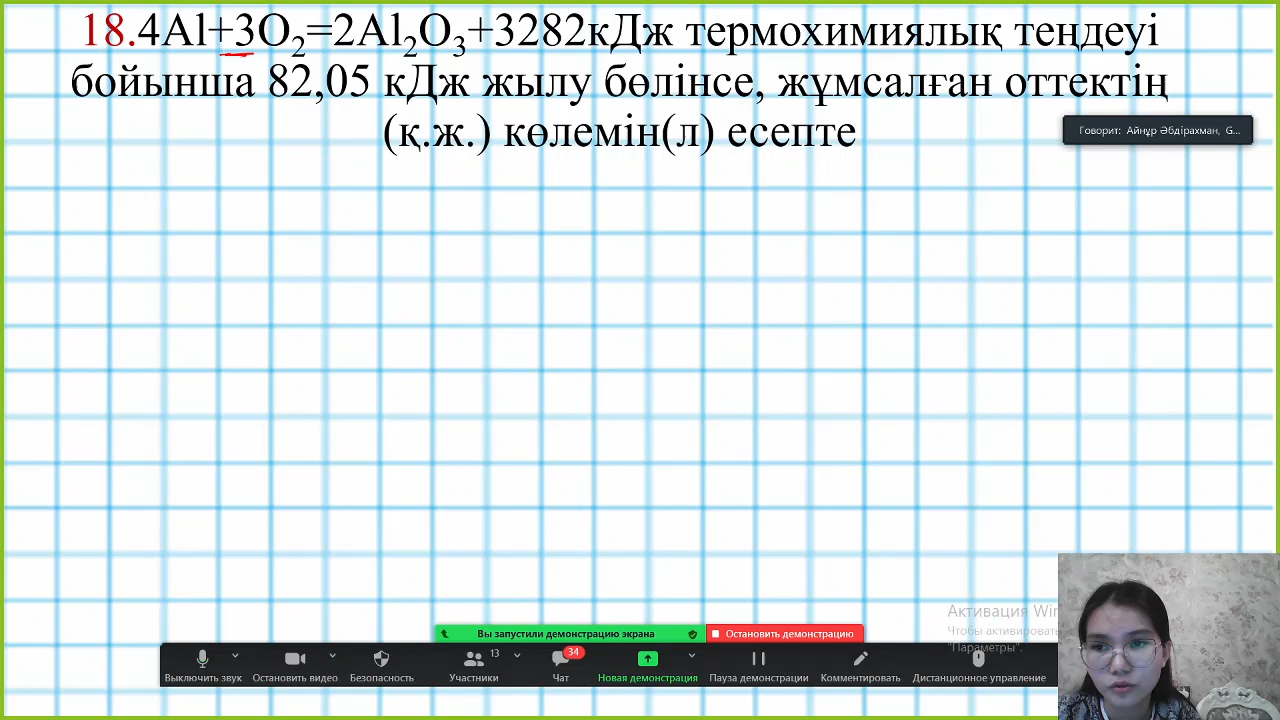 18.4Al+3O₂=2Al₂O₃+3282кДж термохимиялық теңдеуі
бойынша 82,05 кДж жылу бөлінсе, жұмсалған оттектің
(қ.ж.) көлемін(л) есепте
Говорит: Айнұр Әбдірахман, G...
Активация Win
Чтобы активировать
"Параметры".
Вы запустили демонстрацию экрана
Остановить демонстрацию
13
34
Выключить звук
Остановить видео
Безопасность
Участники
Чат
Новая демонстрация
Пауза демонстрации
Комментировать
Дистанционное управление